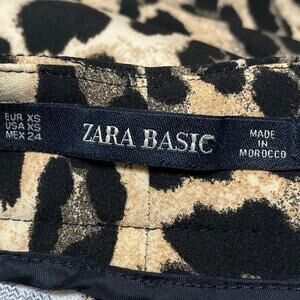 EUR XS
USA XS
MEX 24
ZARA BASIC
MADE IN
MOROCCO